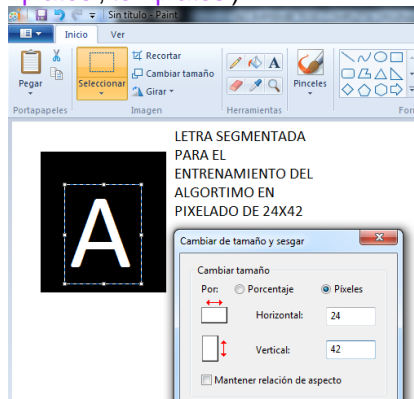 Sin título - Paint
Inicio Ver
Pegar
Seleccionar
Recortar
Cambiar tamaño
Girar
A
Pinceles
Portapapeles
Imagen
Herramientas
LETRA SEGMENTADA
PARA EL
ENTRENAMIENTO DEL
ALGORTIMO EN
PIXELADO DE 24X42
A
Cambiar de tamaño y sesgar
Cambiar tamaño
Por: Porcentaje Píxeles
Horizontal: 24
Vertical: 42
Mantener relación de aspecto